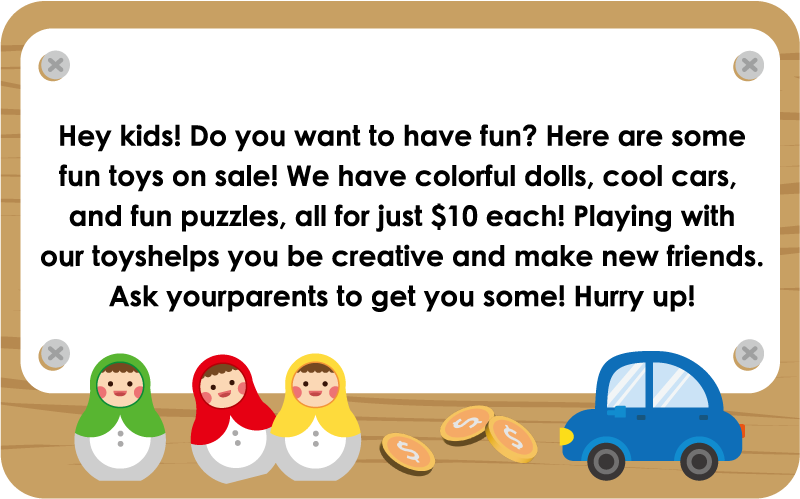 Hey kids! Do you want to have fun? Here are some
fun toys on sale! We have colorful dolls, cool cars,
and fun puzzles, all for just $10 each! Playing with
our toyshelps you be creative and make new friends.
Ask yourparents to get you some! Hurry up!
$
$
$